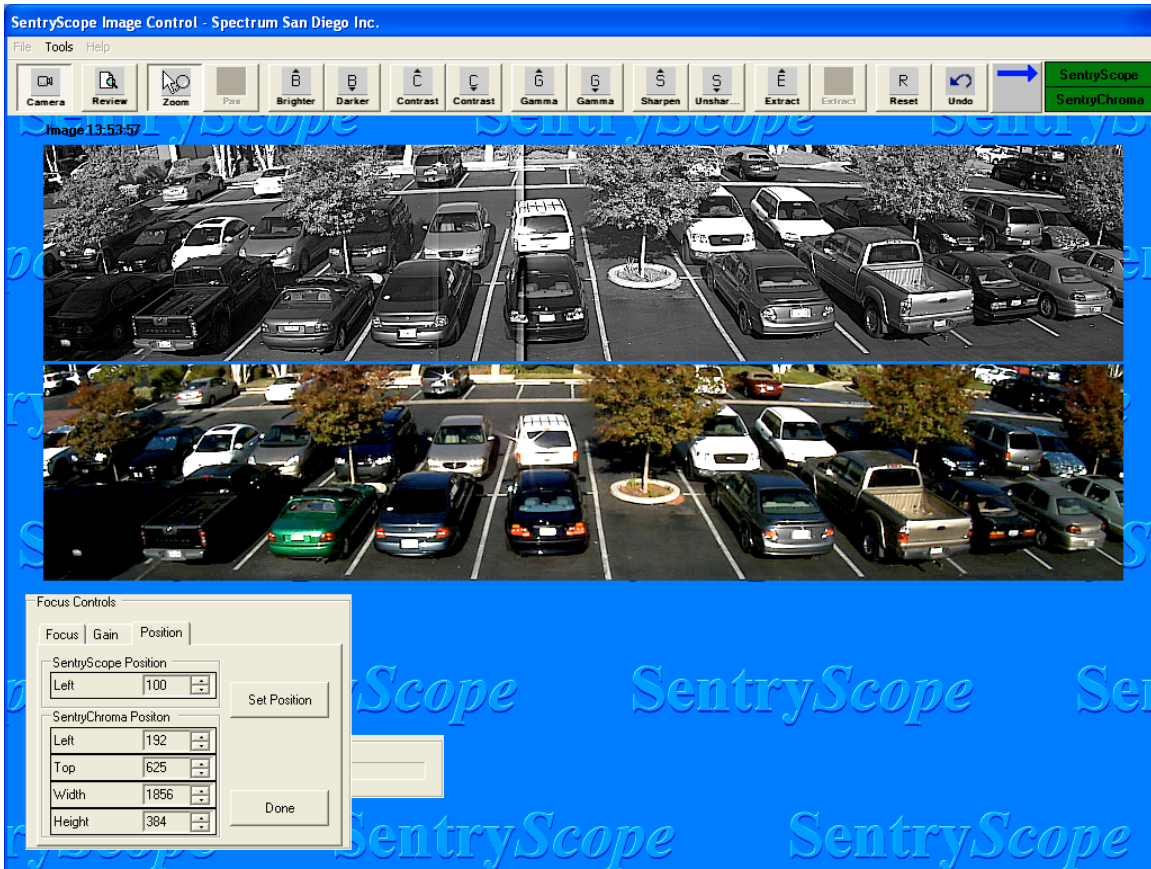 SentryScope Image Control - Spectrum San Diego Inc.
File Tools Help
Camera Review Zoom Pan B Brighter B Darker C Contrast C Contrast G Gamma G Gamma S Sharpen S Unshar... E Extract Extract R Reset Undo SentryScope
SentryChroma
SentryScope SentryScope SentryS
Image 13:53:57
Focus Controls
Focus Gain Position
SentryScope Position
Left 100
Set Position
SentryChroma Positon
Left 192
Top 625
Width 1856
Height 384
Done
Scope SentryScope Se
SentryScope SentryScope